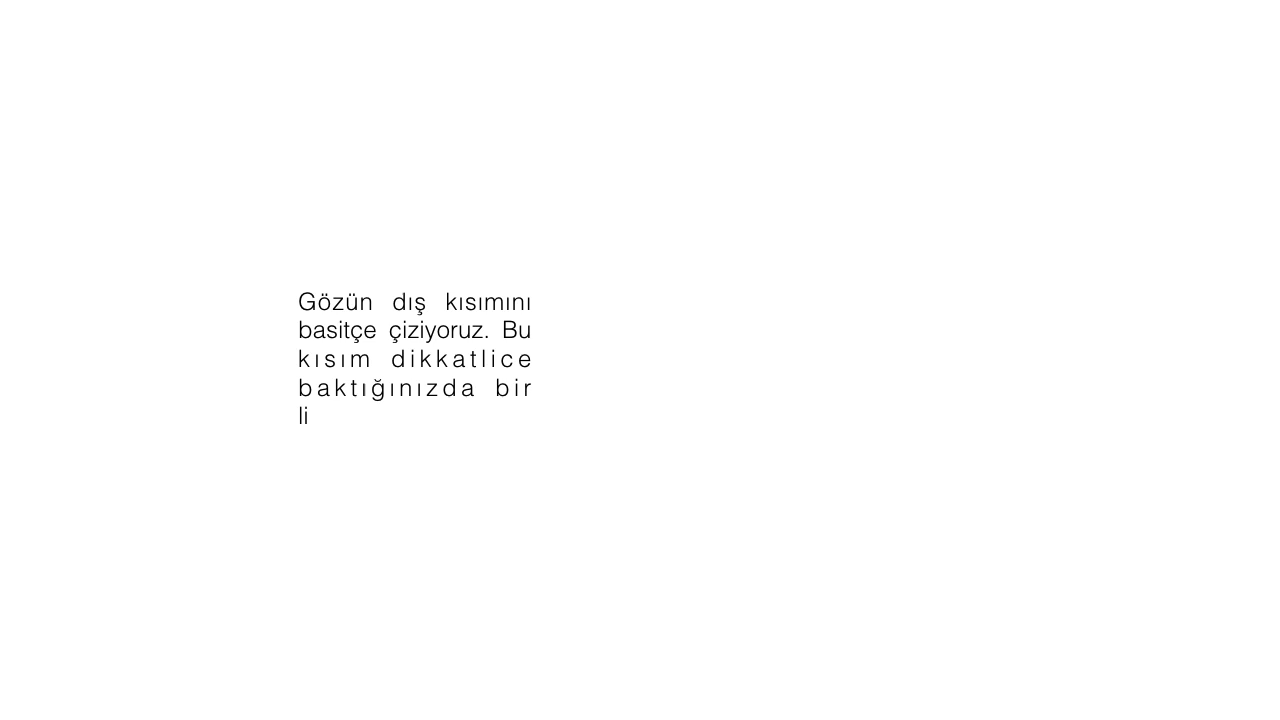 Gözün dış kısımını
basitçe çiziyoruz. Bu
kısım dikkatlice
baktığınızda bir
li